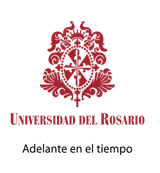 UNIVERSIDAD DEL ROSARIO
Adelante en el tiempo